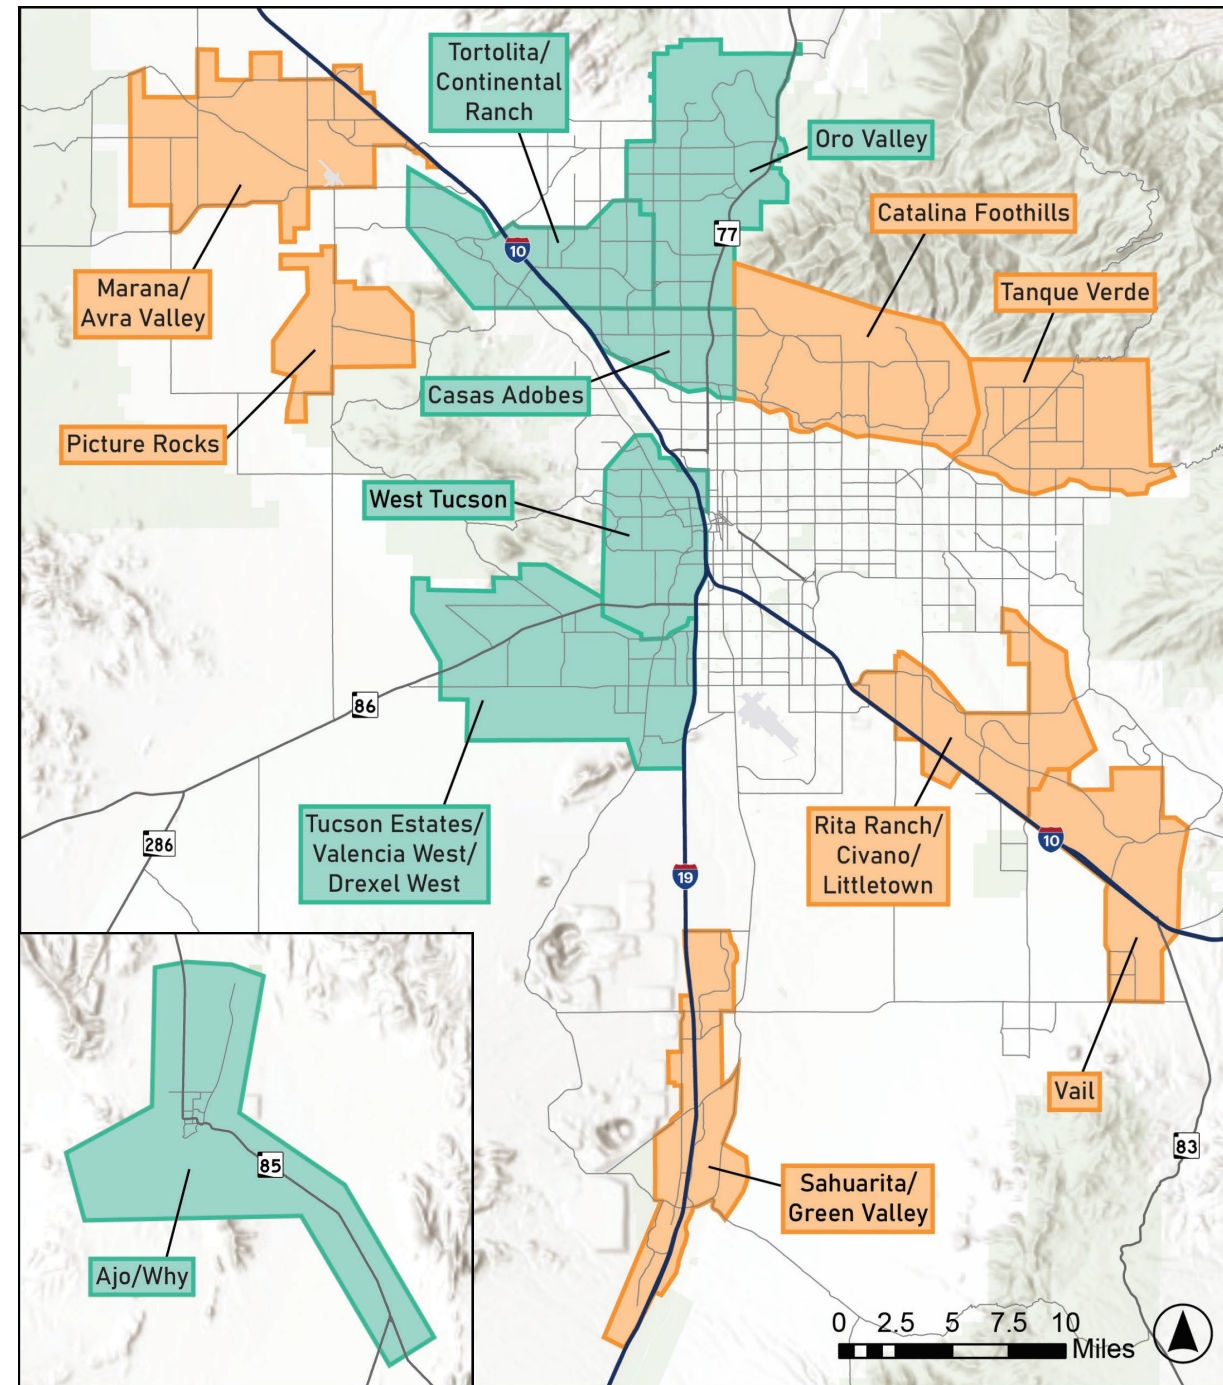 Tortolita/
Continental
Ranch
Oro Valley
Catalina Foothills
10
77
Marana/
Avra Valley
Tanque Verde
Casas Adobes
Picture Rocks
West Tucson
86
Tucson Estates/
Valencia West/
Drexel West
286
19
Rita Ranch/
Civano/
Littletown
10
Vail
83
85
Sahuarita/
Green Valley
Ajo/Why
0 2.5 5 7.5 10
Miles